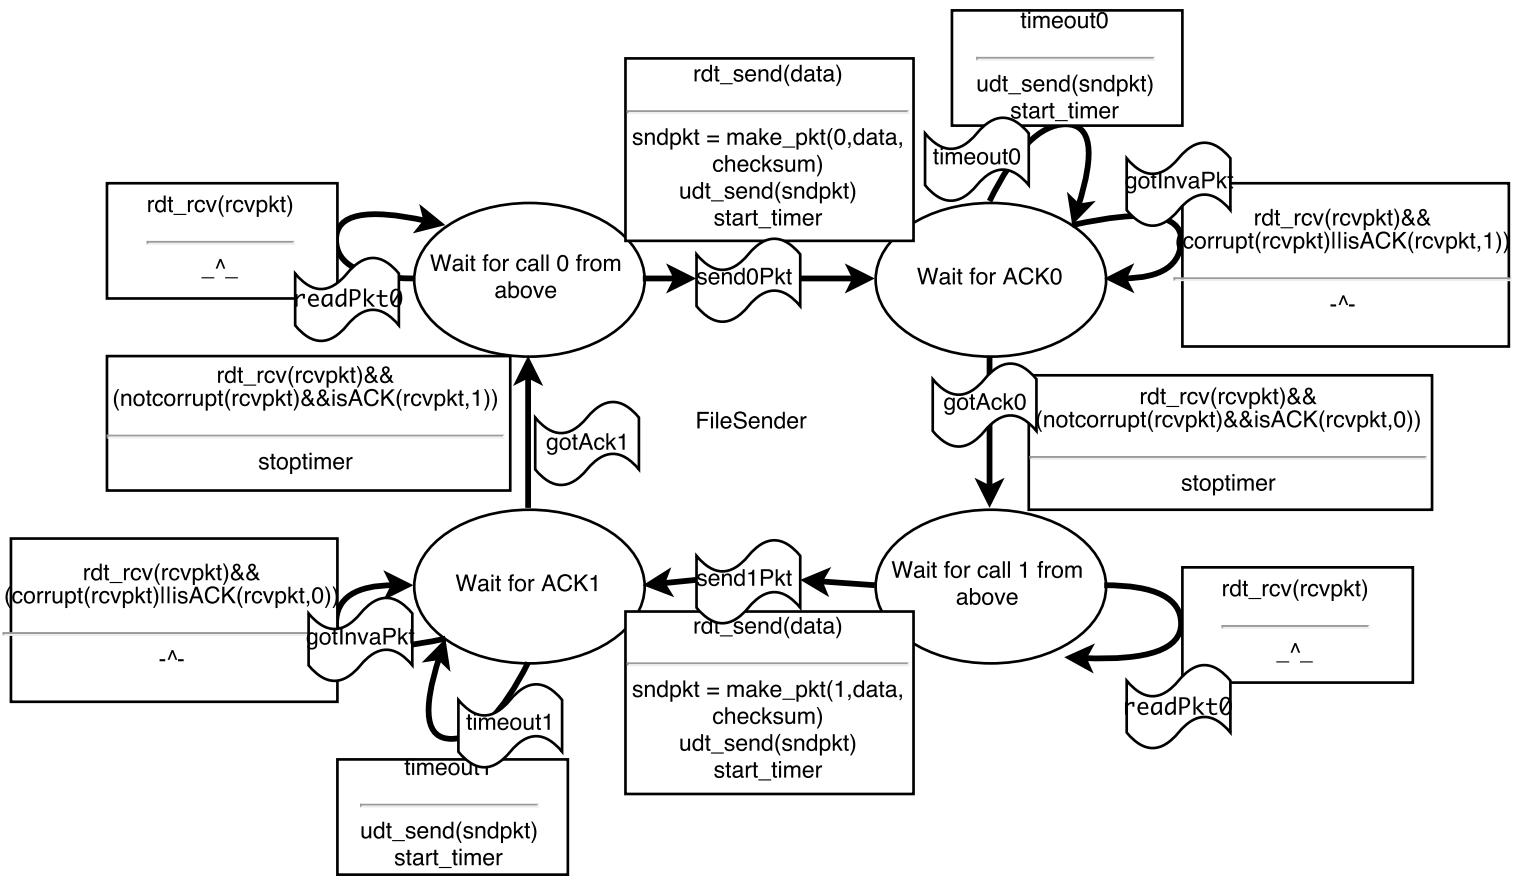 timeout0
udt_send(sndpkt)
start_timer
rdt_send(data)
sndpkt = make_pkt(0,data,
checksum)
udt_send(sndpkt)
start_timer
timeout0
gotInvaPkt
rdt_rcv(rcvpkt)
_^_
readPkt0
Wait for call 0 from
above
send0Pkt
Wait for ACK0
rdt_rcv(rcvpkt)&&
(corrupt(rcvpkt)||isACK(rcvpkt,1))
-^-
rdt_rcv(rcvpkt)&&
(notcorrupt(rcvpkt)&&isACK(rcvpkt,1))
stoptimer
gotAck1
FileSender
gotAck0
rdt_rcv(rcvpkt)&&
(notcorrupt(rcvpkt)&&isACK(rcvpkt,0))
stoptimer
rdt_rcv(rcvpkt)&&
(corrupt(rcvpkt)||isACK(rcvpkt,0))
-^-
gotInvaPkt
Wait for ACK1
send1Pkt
Wait for call 1 from
above
rdt_rcv(rcvpkt)
_^_
readPkt0
rdt_send(data)
sndpkt = make_pkt(1,data,
checksum)
udt_send(sndpkt)
start_timer
timeout1
timeout1
udt_send(sndpkt)
start_timer